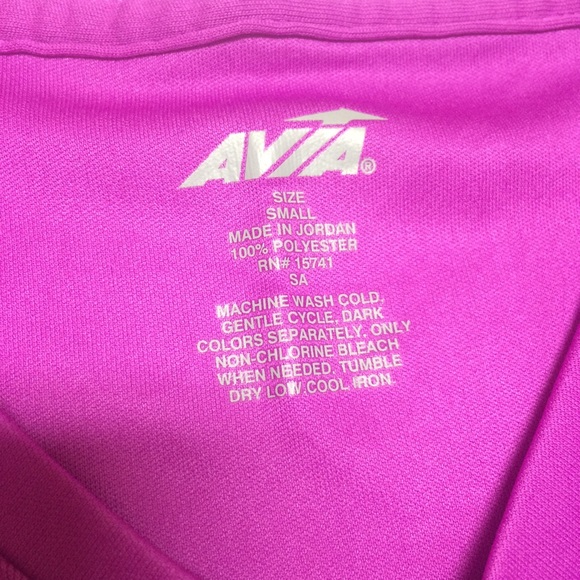 AVIA®
SIZE
SMALL
MADE IN JORDAN
100% POLYESTER
RN# 15741
SA
MACHINE WASH COLD,
GENTLE CYCLE, DARK
COLORS SEPARATELY, ONLY
NON-CHLORINE BLEACH
WHEN NEEDED, TUMBLE
DRY LOW.COOL IRON.